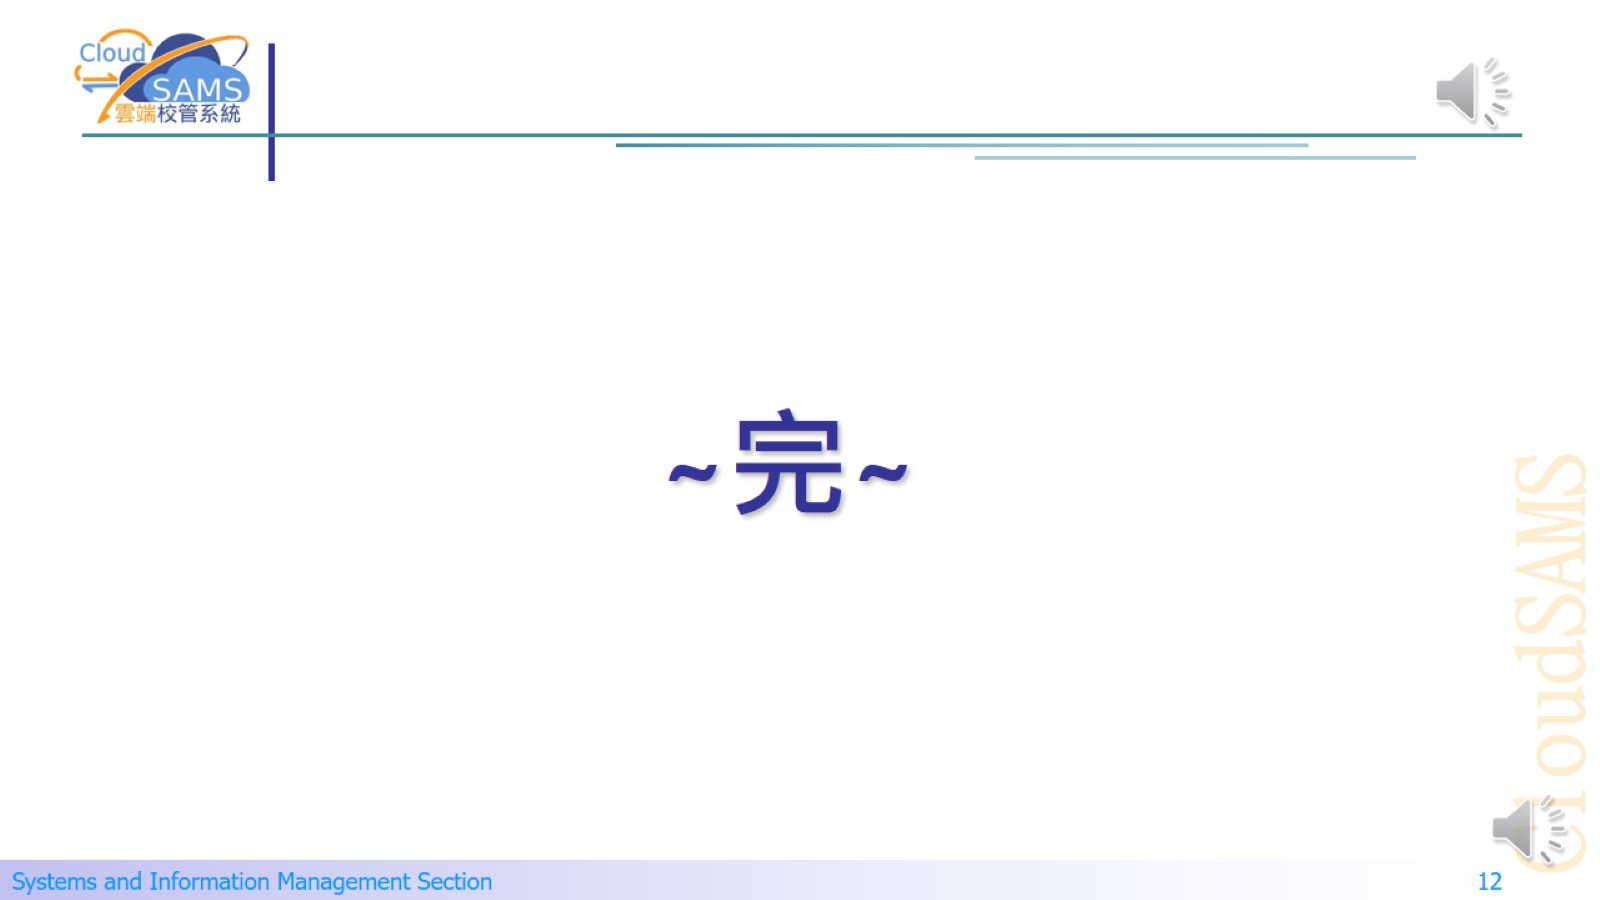 Cloud
SAMS
雲端校管系統
~完~
CloudSAMS
Systems and Information Management Section
12